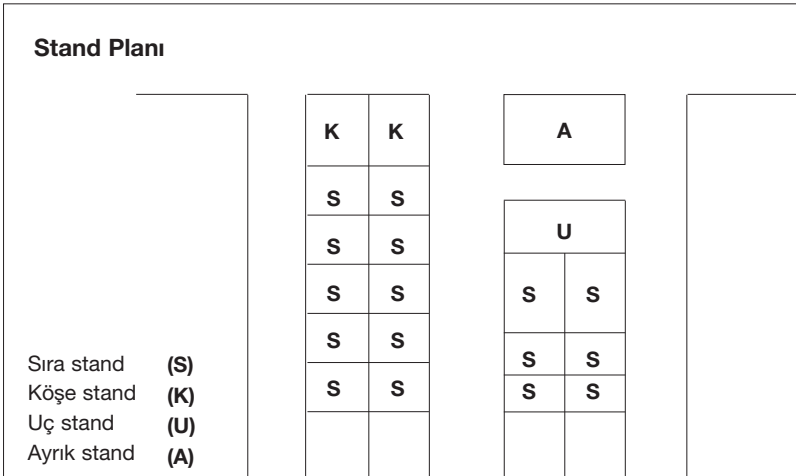 Stand Planı
K K A
S S
U
S S
S S S S
S S
S S
S S
S S
Sıra stand (S)
Köşe stand (K)
Uç stand (U)
Ayrık stand (A)